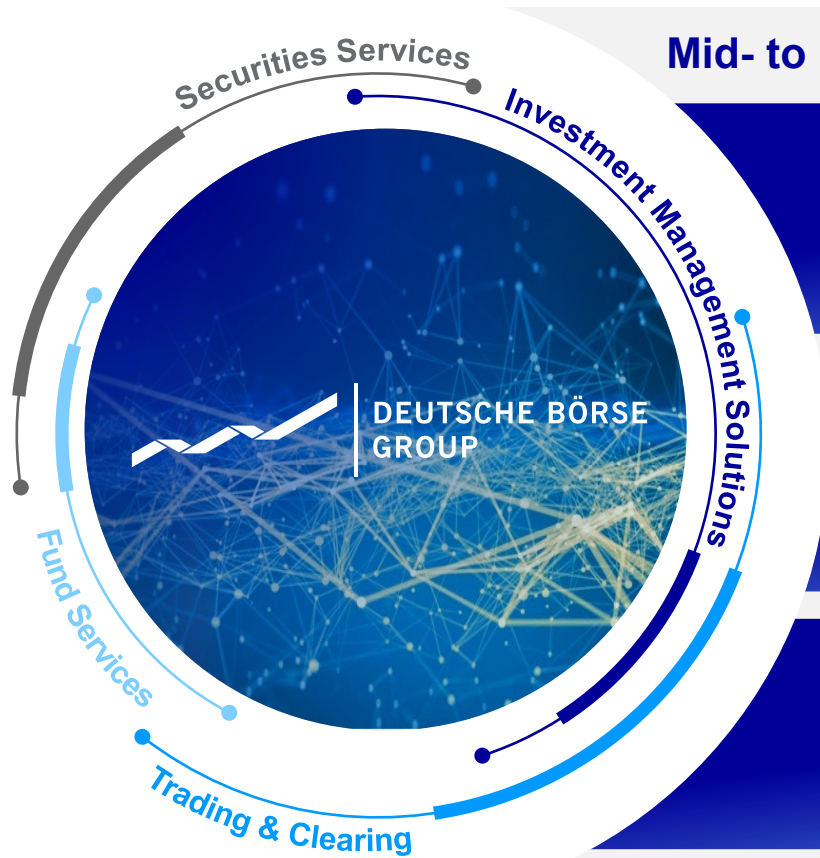 Securities Services
Mid- to
Investment Management Solutions
DEUTSCHE BÖRSE
GROUP
Fund Services
Trading & Clearing